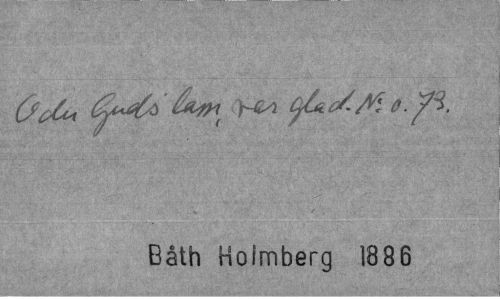 O du Guds lam, var glad. N:o. 73.
Båth Holmberg 1886